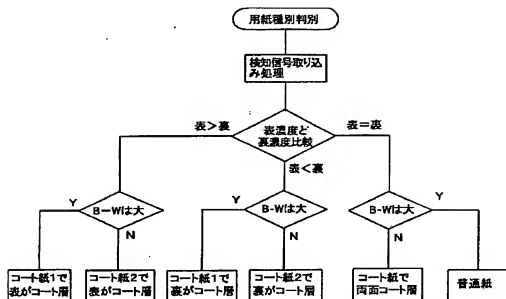 用紙種別判別
検知信号取り込
み処理
表>裏
表濃度ど
裏濃度比較
表=裏
表<裏
Y
B-Wは大
N
Y
B-Wは大
N
B-Wは大
Y
N
コート紙1で
表がコート層
コート紙2で
表がコート層
コート紙1で
裏がコート層
コート紙2で
裏がコート層
コート紙で
両面コート層
普通紙